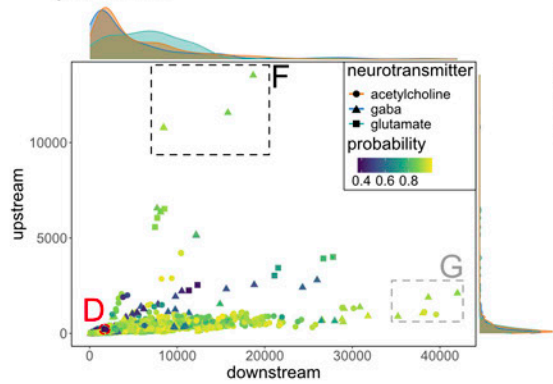 F
neurotransmitter
acetylcholine
gaba
glutamate
probability
0.4 0.6 0.8
10000
5000
0
upstream
G
D
0 10000 20000 30000 40000
downstream